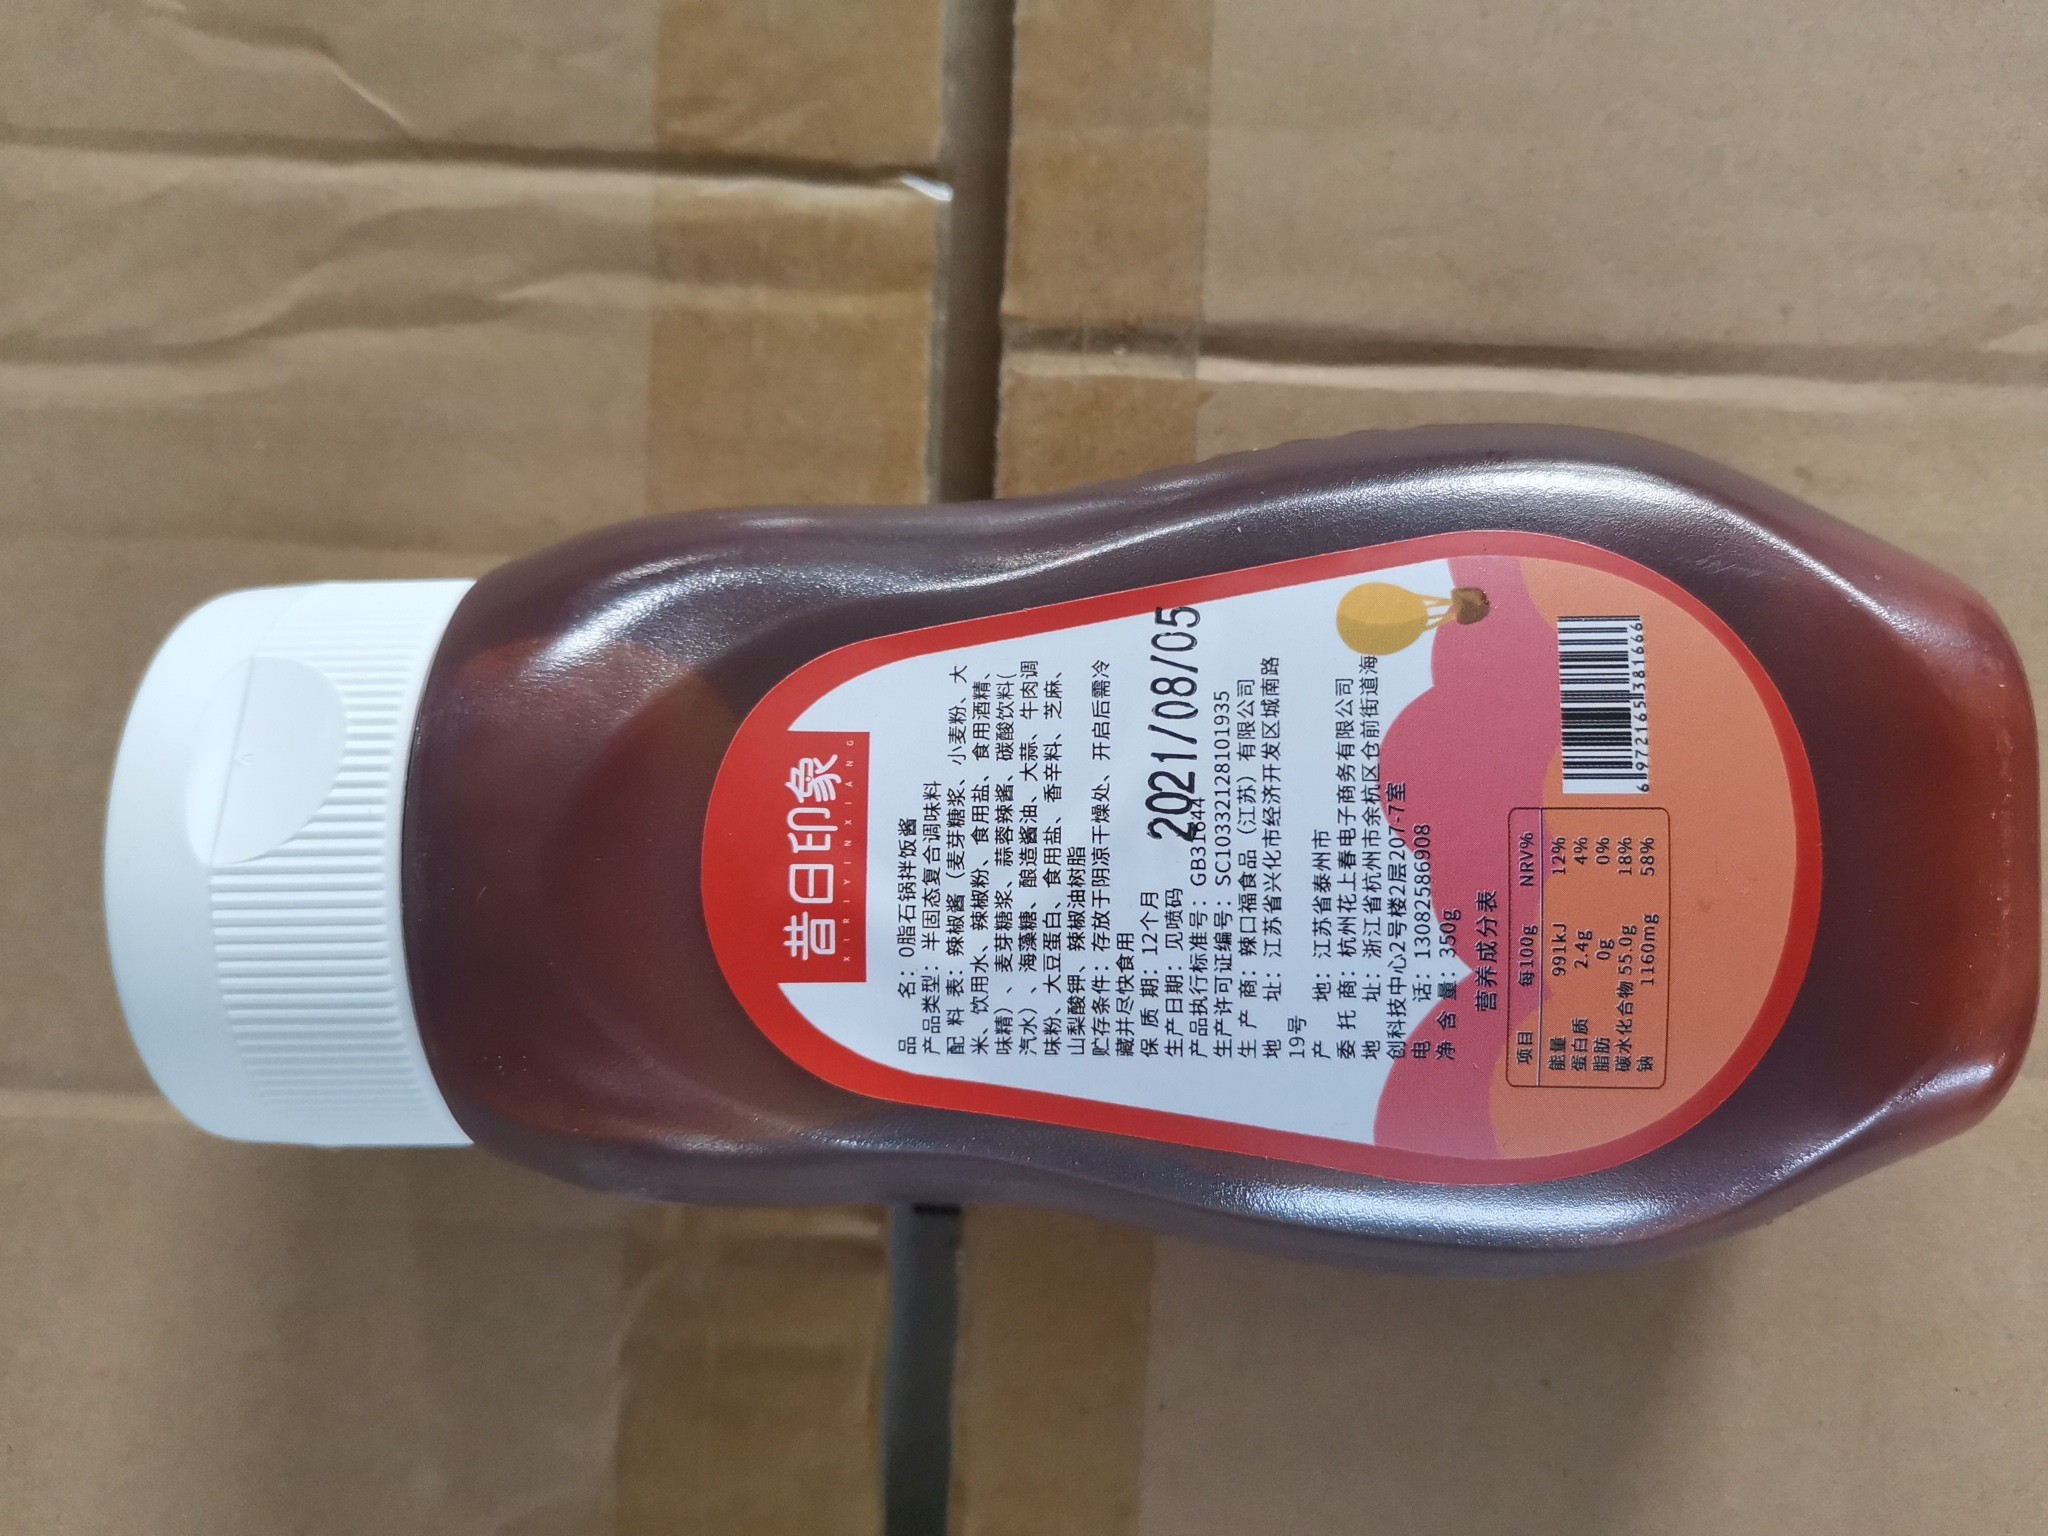 昔日印象
XIRIYINXIANG
品 名：0脂石锅拌饭酱
产品类型：半固态复合调味料
配 料 表：辣椒酱（麦芽糖浆、小麦粉、大
米、饮用水、辣椒粉、食用盐、食用酒精、
味精）、麦芽糖浆、蒜蓉辣酱、碳酸饮料(
汽水）、海藻糖、酿造酱油、大蒜、牛肉调
味粉、大豆蛋白、食用盐、香辛料、芝麻、
山梨酸钾、辣椒油树脂
贮存条件：存放于阴凉干燥处、开启后需冷
藏并尽快食用
保 质 期：12个月
生产日期：见喷码
2021/08/05
产品执行标准号：GB31644
生产许可证编号：SC10332128101935
生 产 商：辣口福食品（江苏）有限公司
地 址：江苏省兴化市经济开发区城南路
19号
产 地：江苏省泰州市
委 托 商：杭州花上春电子商务有限公司
地 址：浙江省杭州市余杭区仓前街道海
创科技中心2号楼2层207-7室
电 话：13082586908
净 含 量：350g
营养成分表
项目 每100g NRV%
能量 991kJ 12%
蛋白质 2.4g 4%
脂肪 0g 0%
碳水化合物 55.0g 18%
钠 1160mg 58%
6972165381666